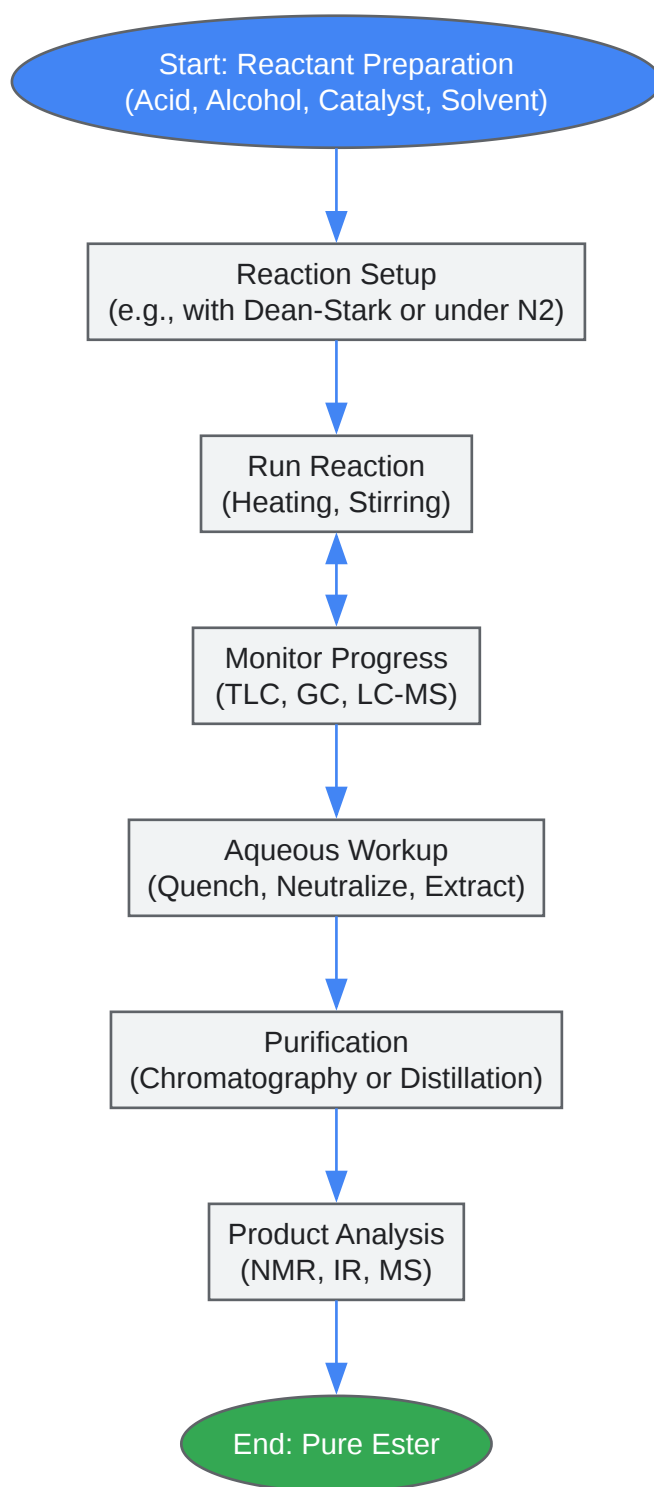 Start: Reactant Preparation
(Acid, Alcohol, Catalyst, Solvent)
Reaction Setup
(e.g., with Dean-Stark or under N2)
Run Reaction
(Heating, Stirring)
Monitor Progress
(TLC, GC, LC-MS)
Aqueous Workup
(Quench, Neutralize, Extract)
Purification
(Chromatography or Distillation)
Product Analysis
(NMR, IR, MS)
End: Pure Ester